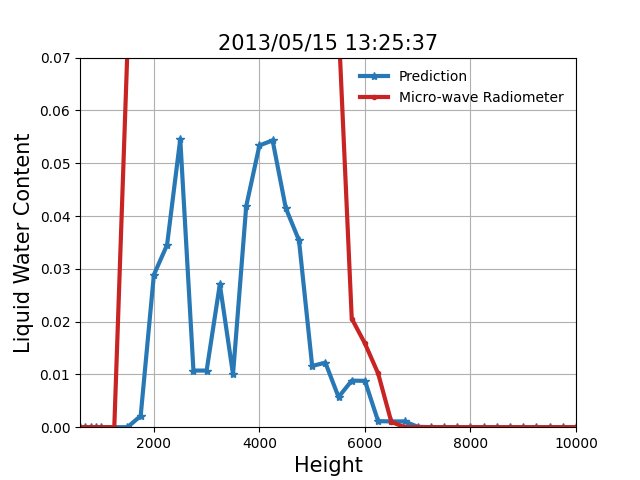 2013/05/15 13:25:37
0.07
0.06
0.05
0.04
0.03
0.02
0.01
0.00
Liquid Water Content
Prediction
Micro-wave Radiometer
2000 4000 6000 8000 10000
Height